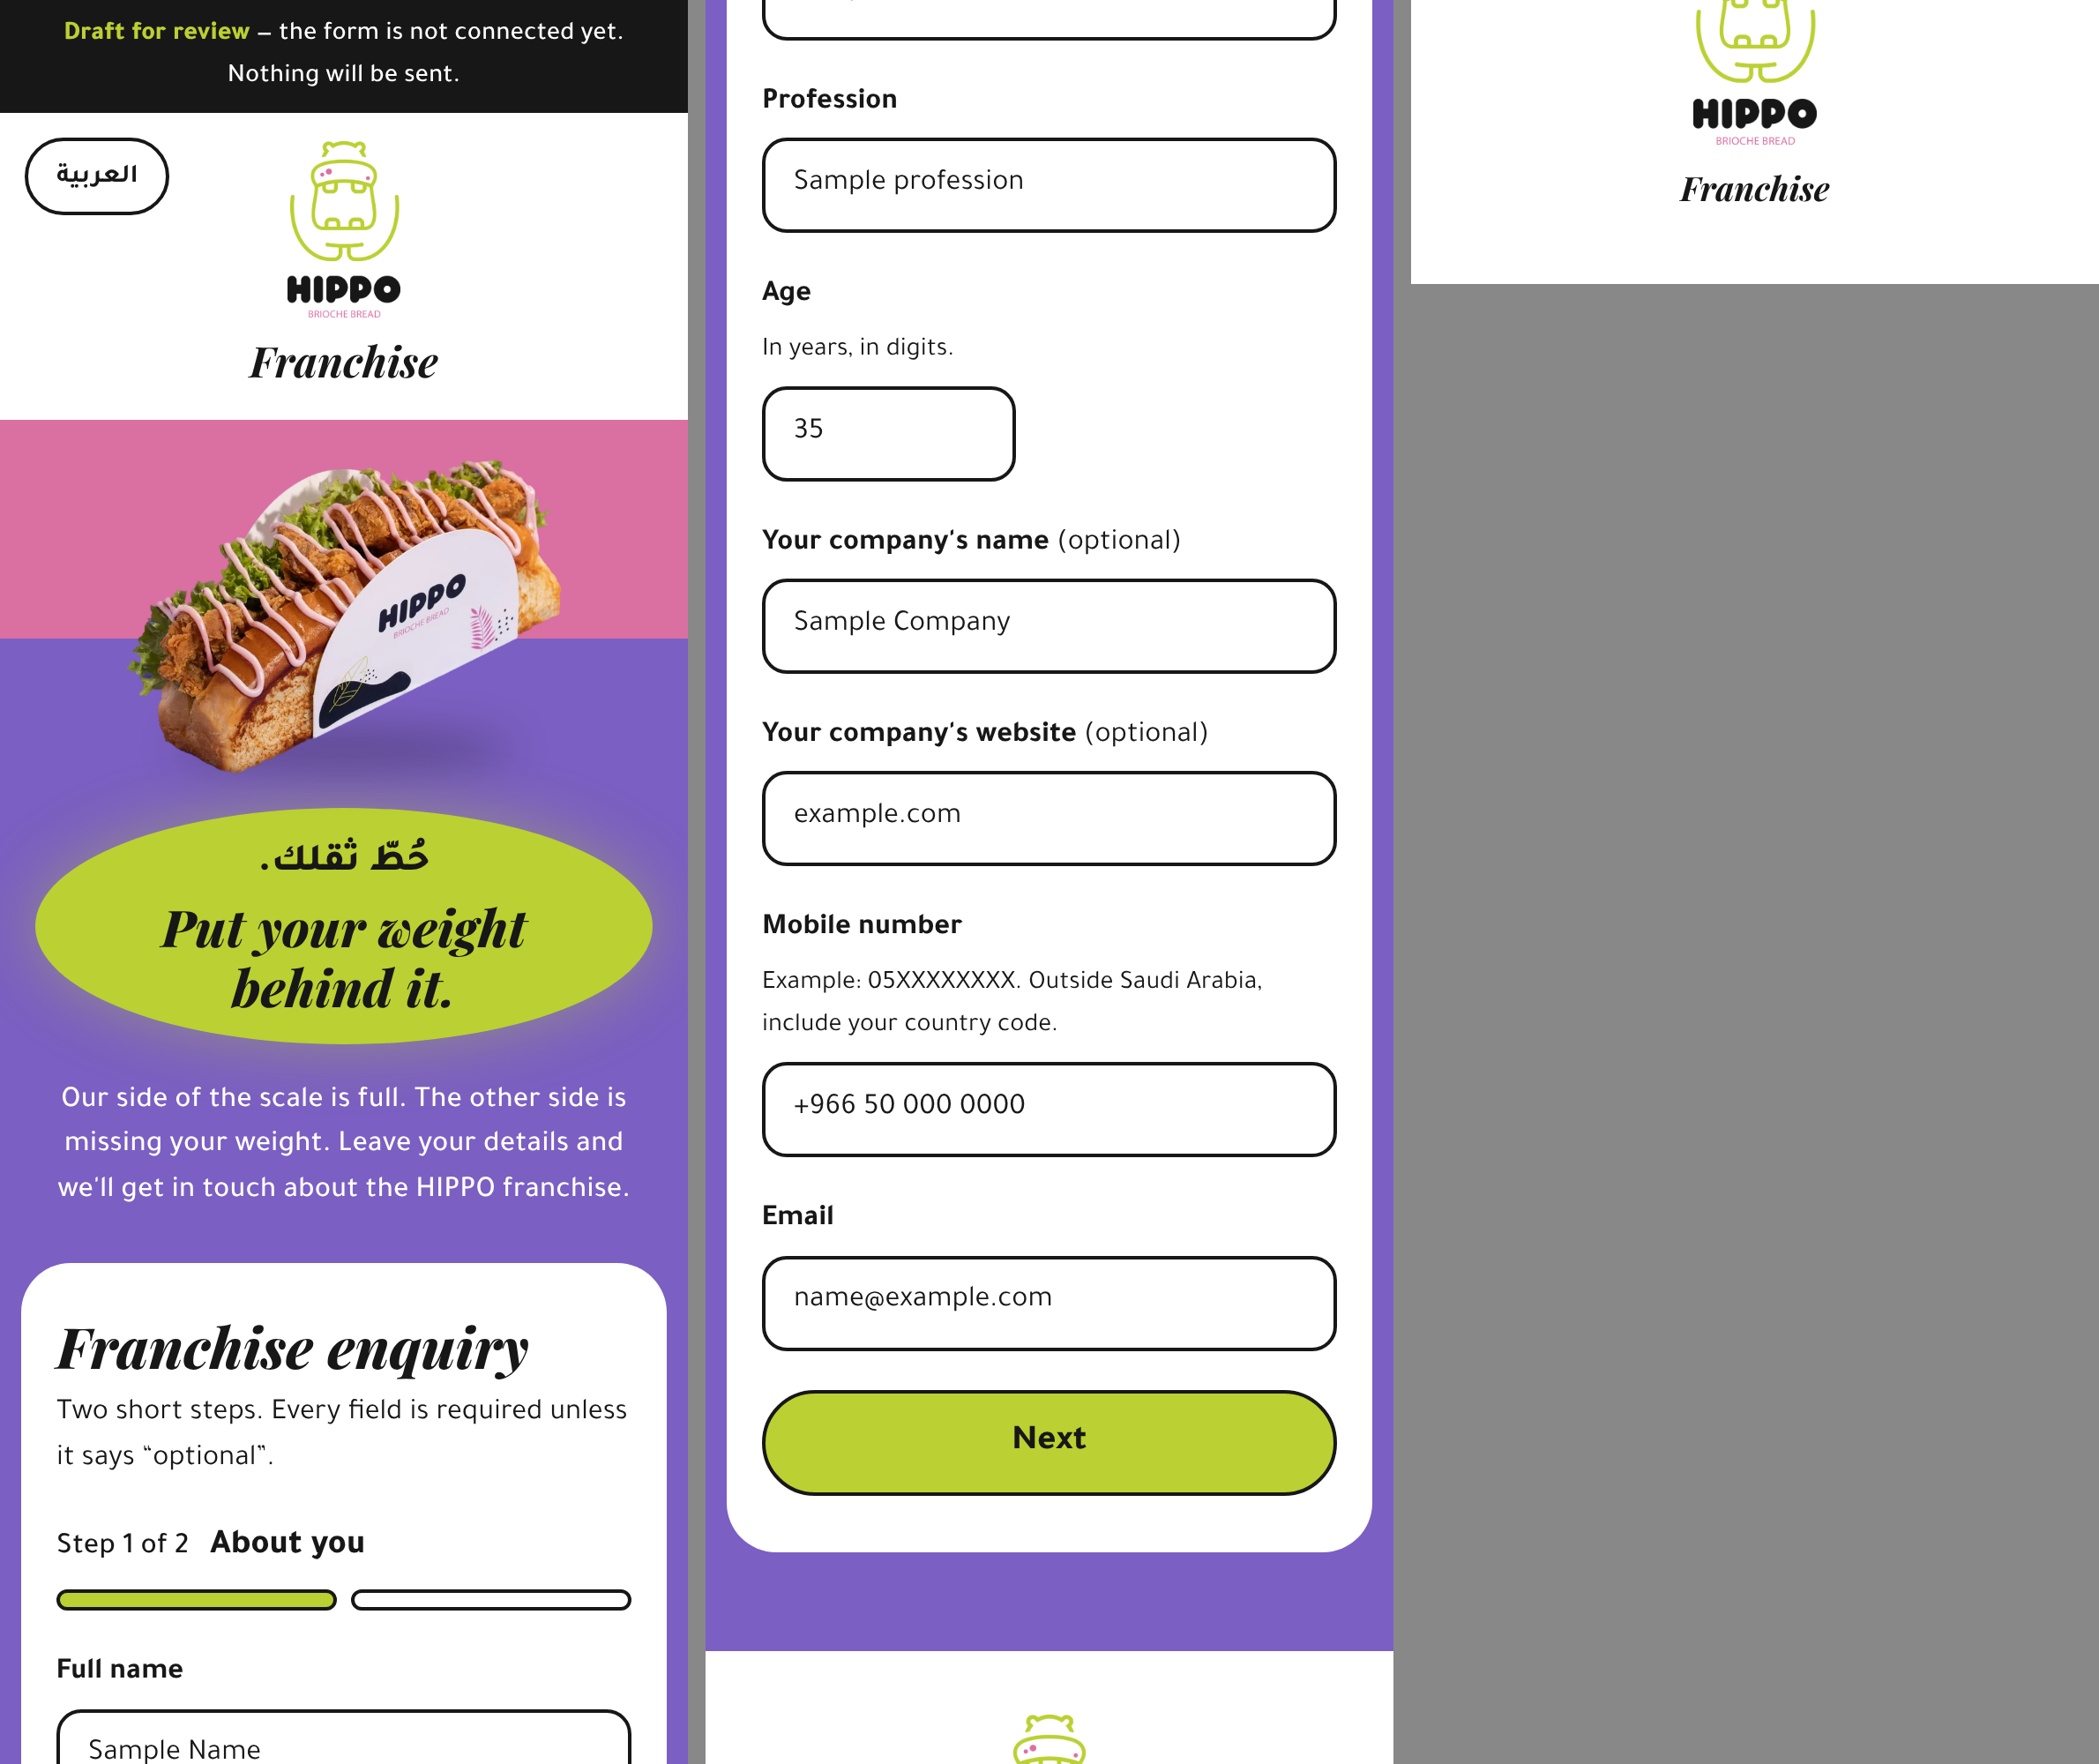 Draft for review – the form is not connected yet.
Nothing will be sent.
العربية
HIPPO
BRIOCHE BREAD
Franchise
HIPPO
BRIOCHE BREAD
حُطّ ثقلك.
Put your weight
behind it.
Our side of the scale is full. The other side is
missing your weight. Leave your details and
we'll get in touch about the HIPPO franchise.
Franchise enquiry
Two short steps. Every field is required unless
it says “optional”.
Step 1 of 2 About you
Full name
Sample Name
Profession
Sample profession
Age
In years, in digits.
35
Your company's name (optional)
Sample Company
Your company's website (optional)
example.com
Mobile number
Example: 05XXXXXXXX. Outside Saudi Arabia,
include your country code.
+966 50 000 0000
Email
name@example.com
Next
HIPPO
BRIOCHE BREAD
Franchise